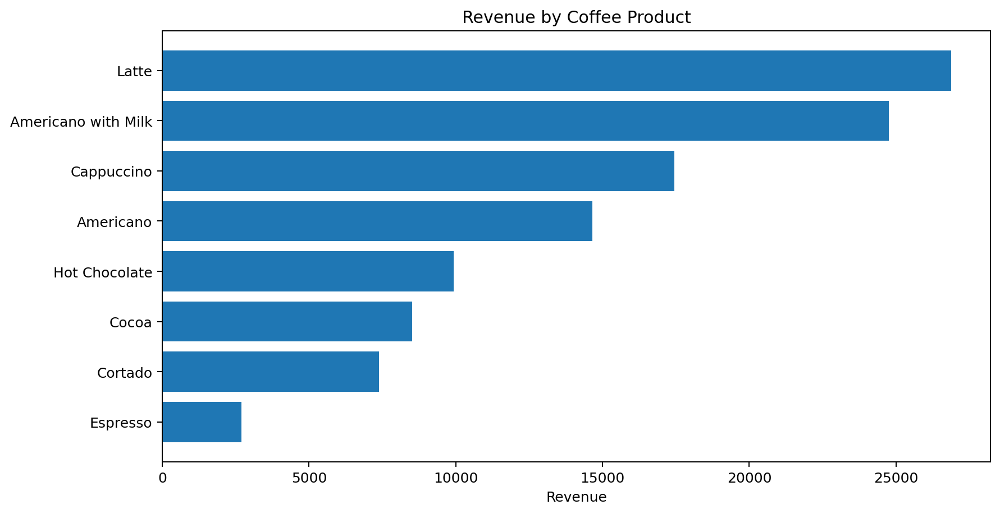 Revenue by Coffee Product
Latte
Americano with Milk
Cappuccino
Americano
Hot Chocolate
Cocoa
Cortado
Espresso
0 5000 10000 15000 20000 25000
Revenue